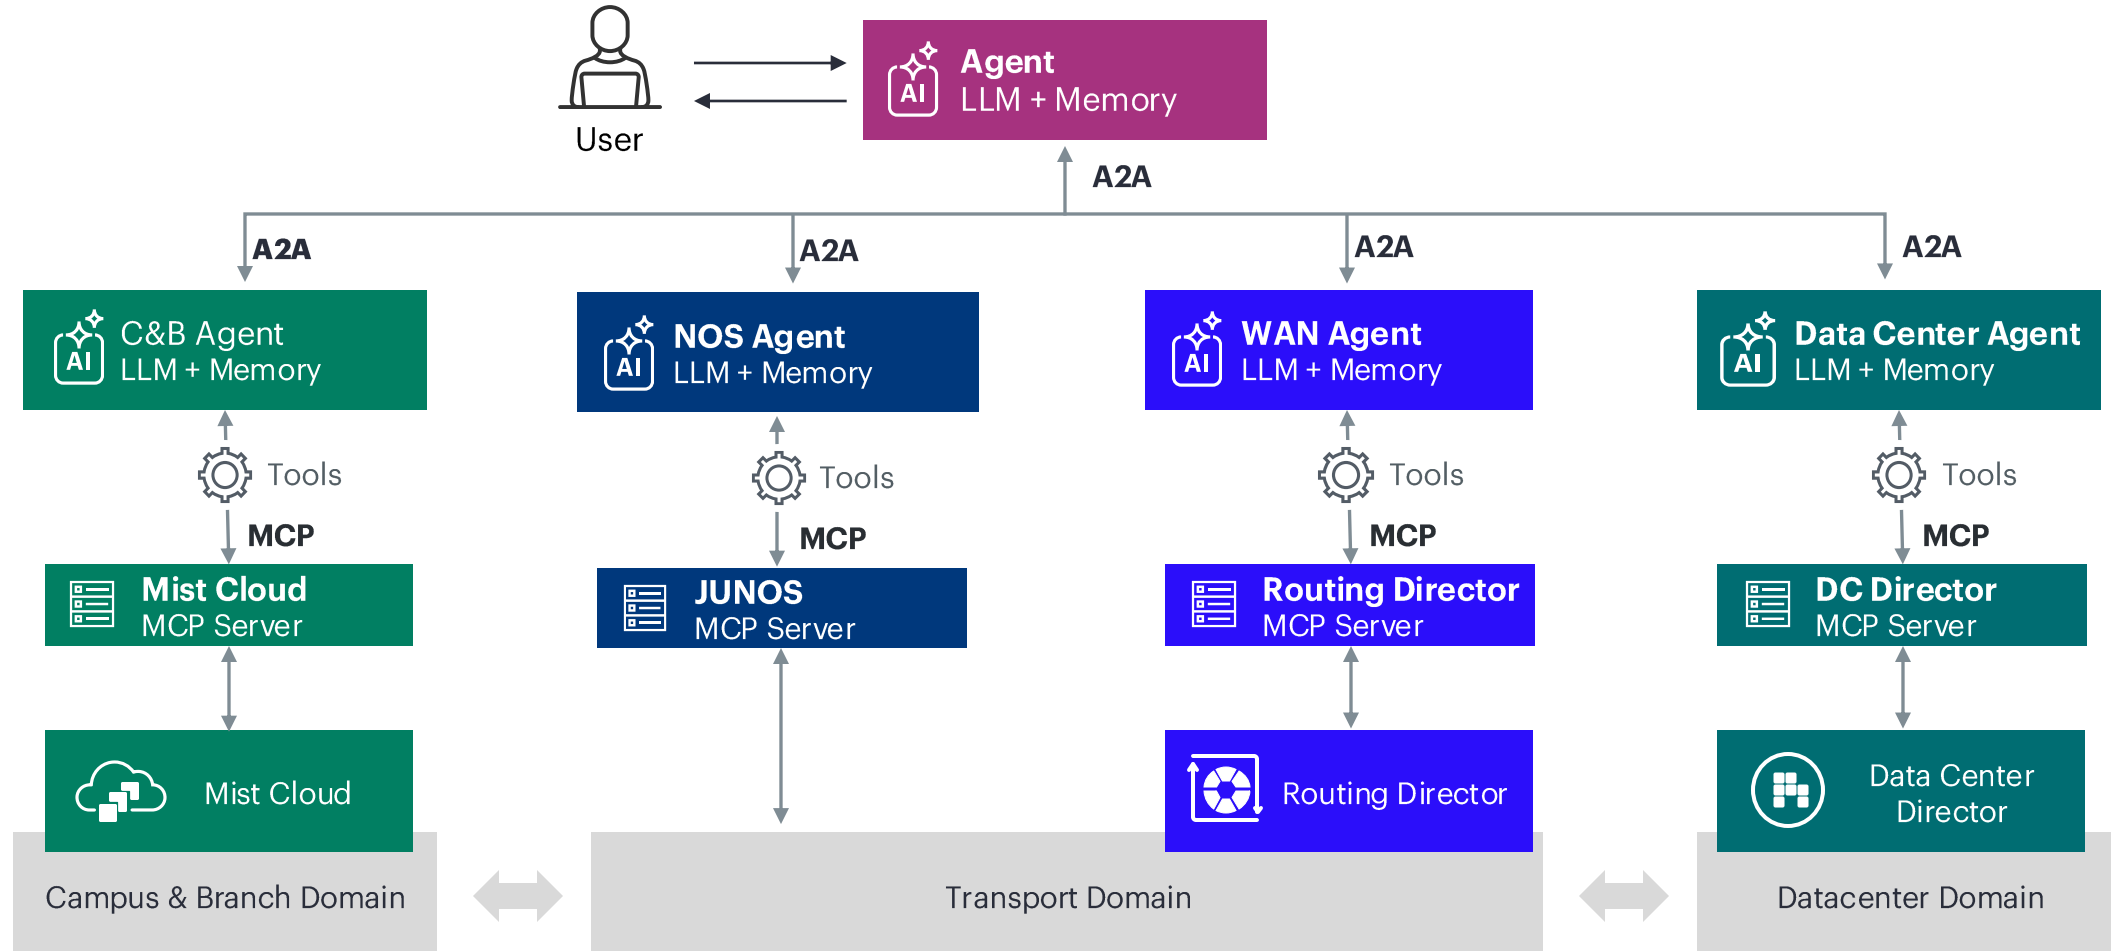 Agent
LLM + Memory
AI
User
A2A
A2A
A2A
A2A
A2A
C&B Agent
LLM + Memory
AI
NOS Agent
LLM + Memory
AI
WAN Agent
LLM + Memory
AI
Data Center Agent
LLM + Memory
AI
Tools
Tools
Tools
Tools
MCP
MCP
MCP
MCP
Mist Cloud
MCP Server
JUNOS
MCP Server
Routing Director
MCP Server
DC Director
MCP Server
Mist Cloud
Routing Director
Data Center
Director
Campus & Branch Domain
Transport Domain
Datacenter Domain